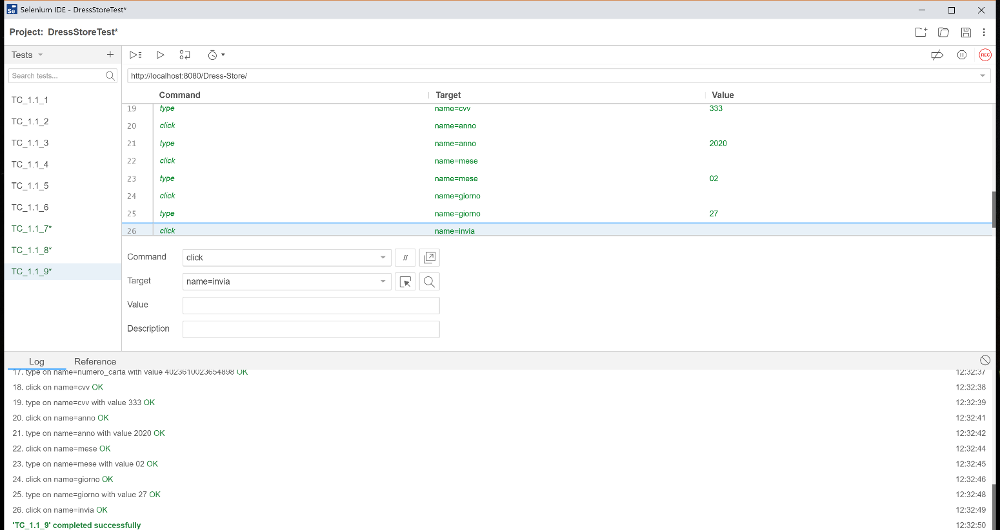 Selenium IDE - DressStoreTest*
Project: DressStoreTest*
Tests
Search tests...
TC_1.1_1
TC_1.1_2
TC_1.1_3
TC_1.1_4
TC_1.1_5
TC_1.1_6
TC_1.1_7*
TC_1.1_8*
TC_1.1_9*
REC
http://localhost:8080/Dress-Store/
Command Target Value
19 type name=cvv 333
20 click name=anno
21 type name=anno 2020
22 click name=mese
23 type name=mese 02
24 click name=giorno
25 type name=giorno 27
26 click name=invia
Command click //
Target name=invia
Value
Description
Log Reference
17. type on name=numero_carta with value 4023610023654898 OK 12:32:37
18. click on name=cvv OK 12:32:38
19. type on name=cvv with value 333 OK 12:32:39
20. click on name=anno OK 12:32:41
21. type on name=anno with value 2020 OK 12:32:42
22. click on name=mese OK 12:32:44
23. type on name=mese with value 02 OK 12:32:45
24. click on name=giorno OK 12:32:46
25. type on name=giorno with value 27 OK 12:32:48
26. click on name=invia OK 12:32:49
'TC_1.1_9' completed successfully 12:32:50